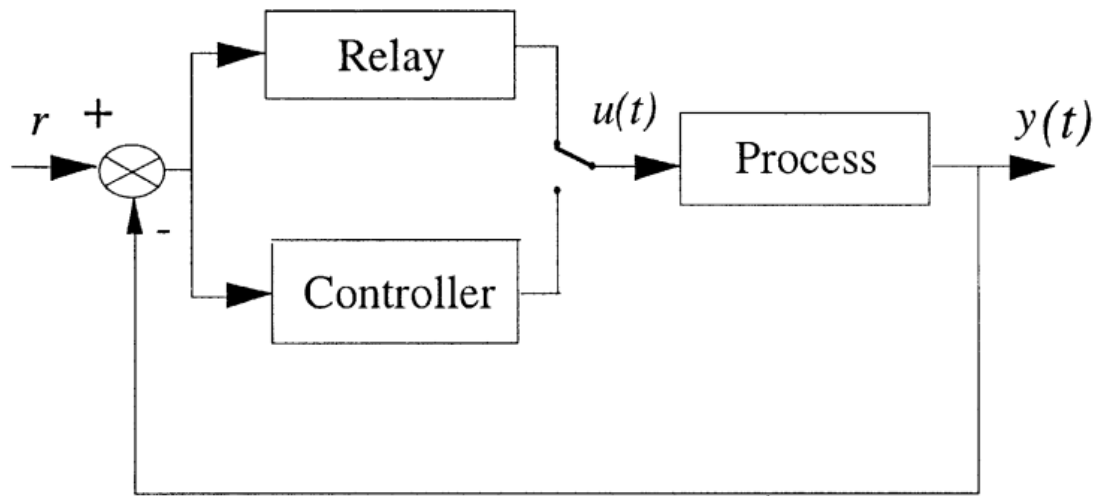 Relay
r +
u(t)
y(t)
Process
-
Controller